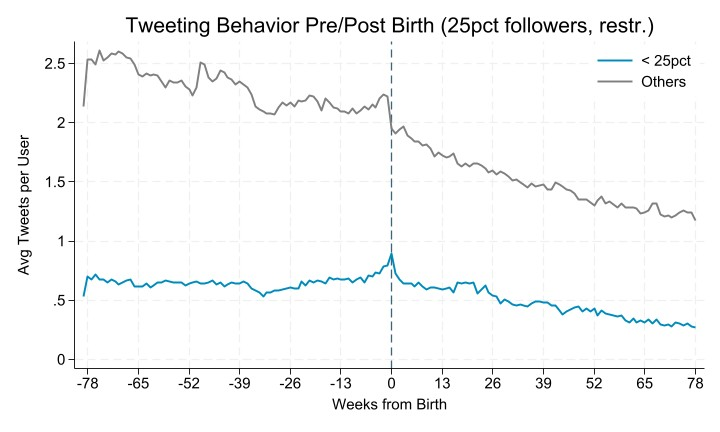 Tweeting Behavior Pre/Post Birth (25pct followers, restr.)
< 25pct
Others
Avg Tweets per User
2.5
2
1.5
1
.5
0
-78 -65 -52 -39 -26 -13 0 13 26 39 52 65 78
Weeks from Birth